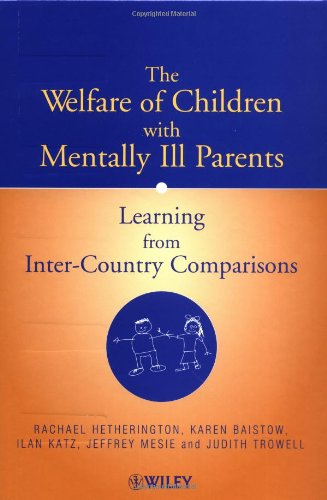 The
Welfare of Children
with
Mentally Ill Parents
Learning
from
Inter-Country Comparisons
RACHAEL HETHERINGTON, KAREN BAISTOW,
ILAN KATZ, JEFFREY MESIE and JUDITH TROWELL
WILEY